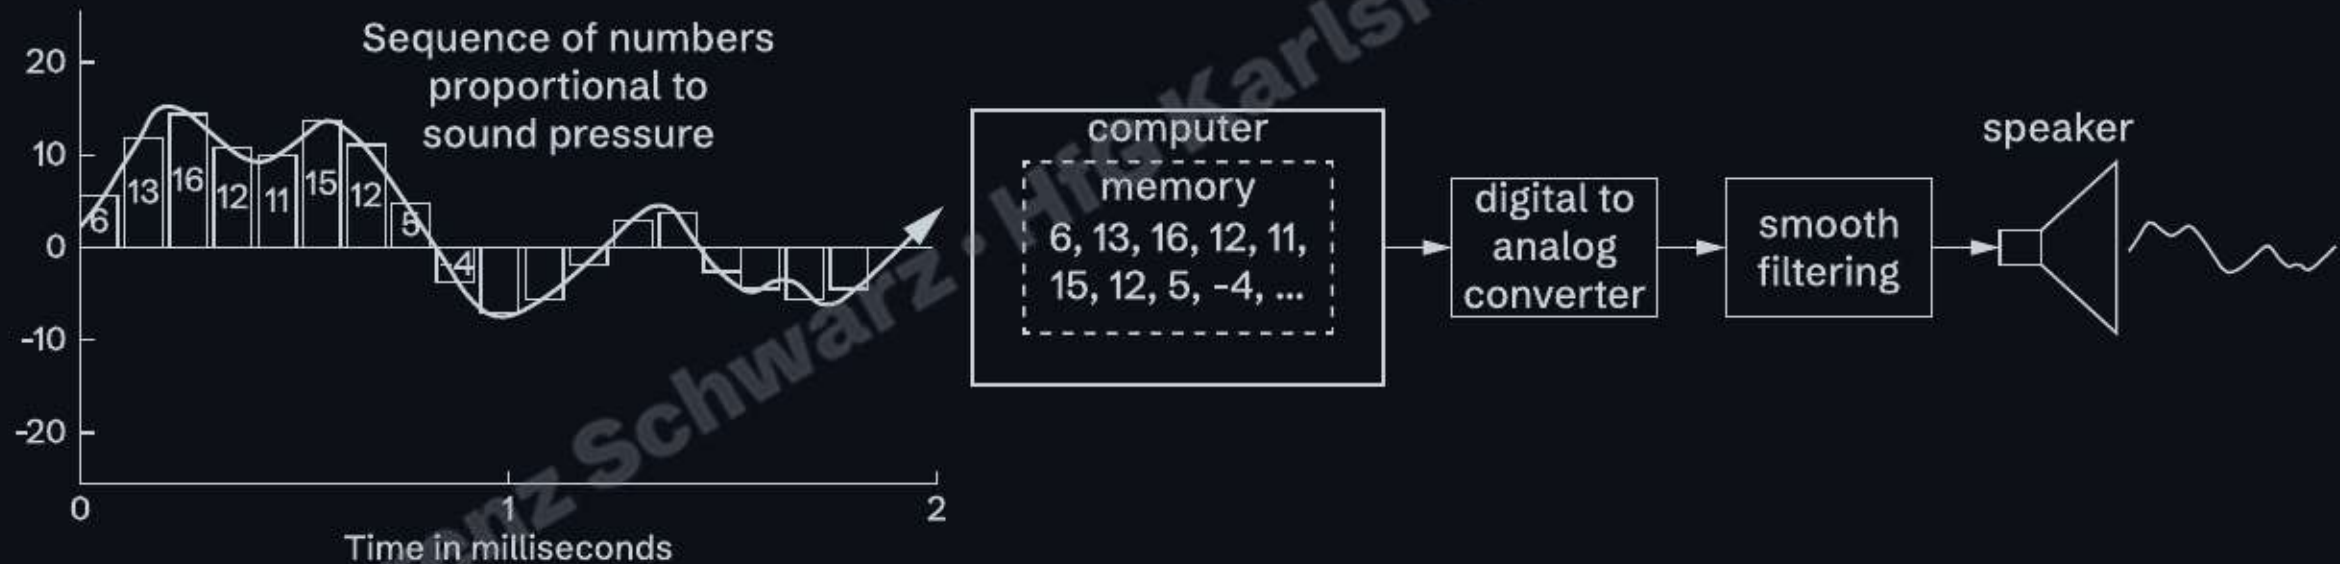 Sequence of numbers
proportional to
sound pressure
20
10
0
-10
-20
6
13
16
12
11
15
12
5
-4
0
1
2
Time in milliseconds
computer
memory
6, 13, 16, 12, 11,
15, 12, 5, -4, ...
digital to
analog
converter
smooth
filtering
speaker
Schwarz · HfG